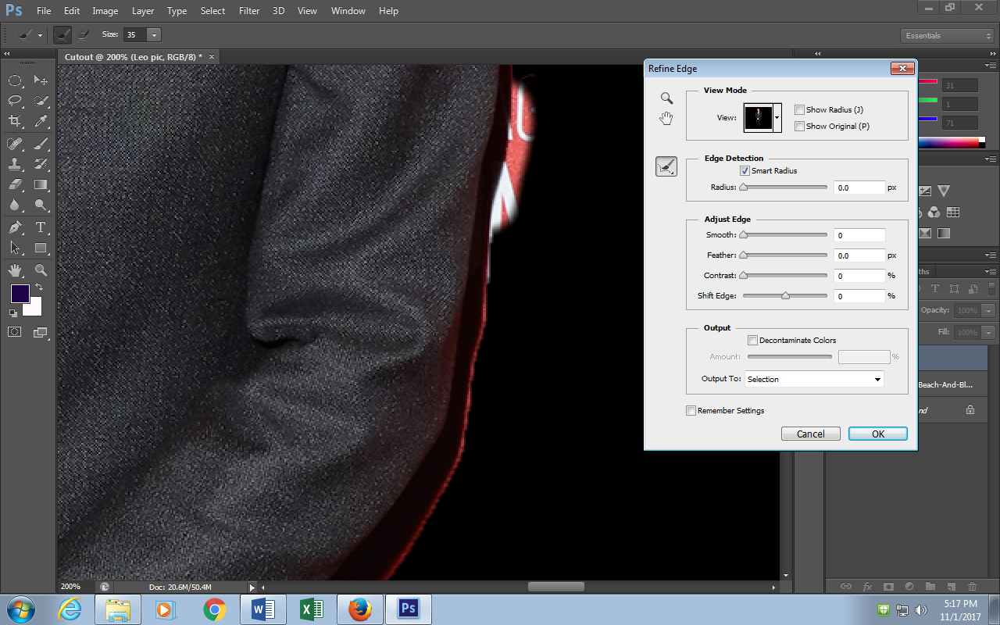 Ps File Edit Image Layer Type Select Filter 3D View Window Help
Size: 35
Essentials
Cutout @ 200% (Leo pic, RGB/8) * ×
Refine Edge
View Mode
View:
Show Radius (J)
Show Original (P)
Edge Detection
Smart Radius
Radius: 0.0 px
Adjust Edge
Smooth: 0
Feather: 0.0 px
Contrast: 0 %
Shift Edge: 0 %
Output
Decontaminate Colors
Amount: %
Output To: Selection
Remember Settings
Cancel OK
31
1
71
ths
Opacity: 100%
Fill: 100%
Beach-And-Bl...
nd
fx
200% Doc: 20.6M/50.4M
5:17 PM
11/1/2017